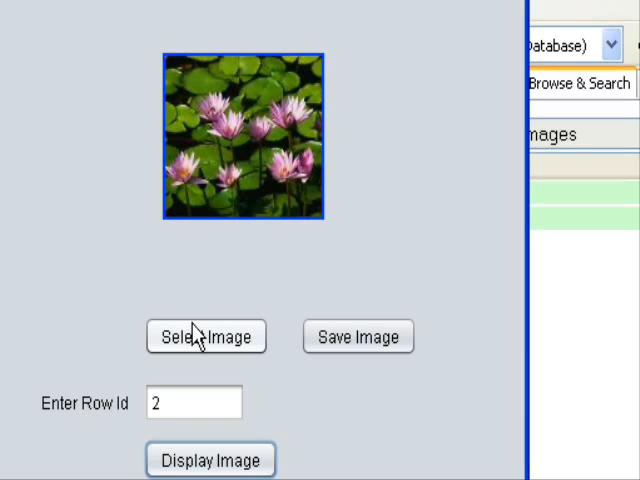 Database)
Browse & Search
mages
Select Image
Save Image
Enter Row Id
2
Display Image